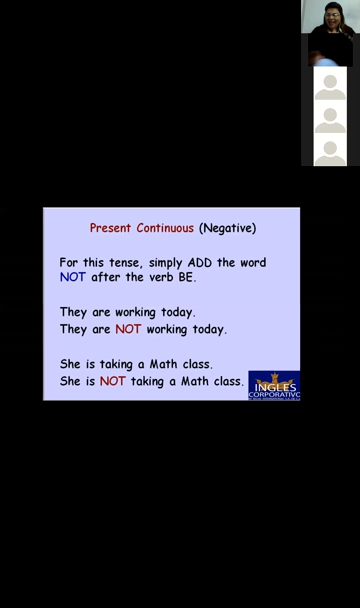 Present Continuous (Negative)
For this tense, simply ADD the word
NOT after the verb BE.
They are working today.
They are NOT working today.
She is taking a Math class.
She is NOT taking a Math class.
INGLES
CORPORATIVO